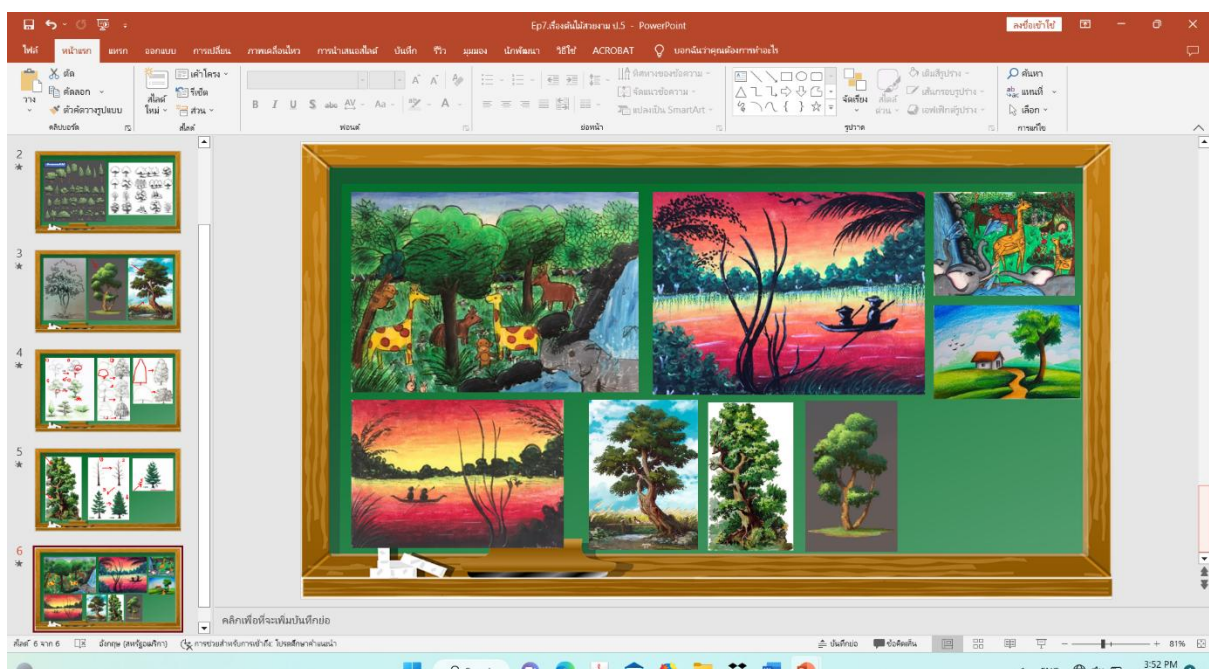 Ep7.เรื่องต้นไม้สวยงาม ป.5 - PowerPoint
ลงชื่อเข้าใช้
ไฟล์ หน้าแรก แทรก ออกแบบ การเปลี่ยน ภาพเคลื่อนไหว การนำเสนอสไลด์ บันทึก รีวิว มุมมอง นักพัฒนา วิธีใช้ ACROBAT บอกฉันว่าคุณต้องการทำอะไร
วาง
ตัด
คัดลอก
ตัวคัดวางรูปแบบ
คลิปบอร์ด
สไลด์ใหม่
เค้าโครง
รีเซ็ต
ส่วน
สไลด์
B I U S abc AV Aa A
ฟอนต์
ทิศทางของข้อความ
จัดแนวข้อความ
แปลงเป็น SmartArt
ย่อหน้า
จัดเรียง
สไตล์ด่วน
เติมสีรูปร่าง
เส้นกรอบรูปร่าง
เอฟเฟ็กต์รูปร่าง
รูปวาด
ค้นหา
แทนที่
เลือก
การแก้ไข
2
3
4
5
6
คลิกเพื่อที่จะเพิ่มบันทึกย่อ
สไลด์ 6 จาก 6 อังกฤษ (สหรัฐอเมริกา) การช่วยสำหรับการเข้าถึง: โปรดศึกษาคำแนะนำ บันทึกย่อ ข้อคิดเห็น 81%
3:52 PM